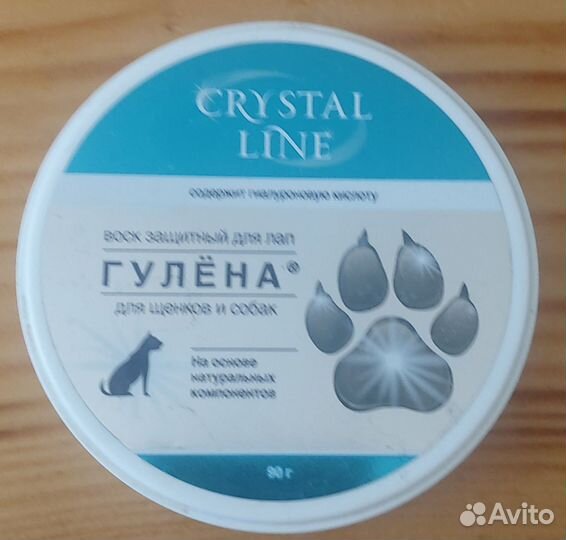 CRYSTAL
LINE
содержит гиалуроновую кислоту
воск защитный для лап
ГУЛЁНА®
для щенков и собак
На основе
натуральных
компонентов
90 г
Avito